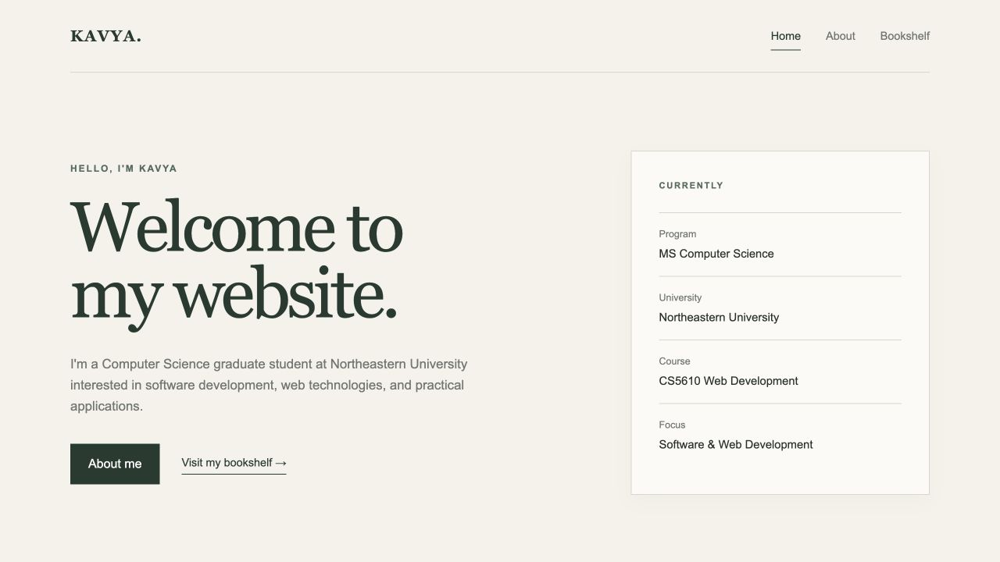 KAVYA.
Home About Bookshelf
HELLO, I'M KAVYA
Welcome to
my website.
I'm a Computer Science graduate student at Northeastern University
interested in software development, web technologies, and practical
applications.
About me Visit my bookshelf →
CURRENTLY
Program
MS Computer Science
University
Northeastern University
Course
CS5610 Web Development
Focus
Software & Web Development